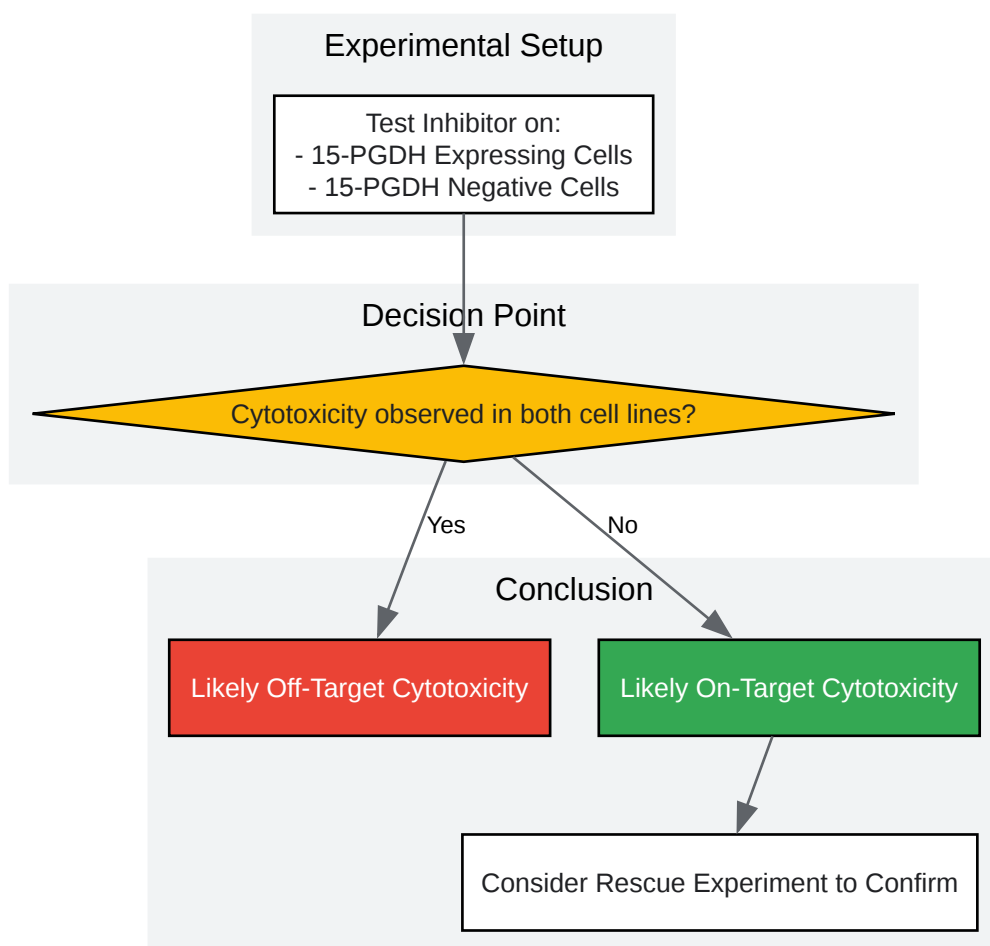 Experimental Setup
Test Inhibitor on:
- 15-PGDH Expressing Cells
- 15-PGDH Negative Cells
Decision Point
Cytotoxicity observed in both cell lines?
Yes
No
Conclusion
Likely Off-Target Cytotoxicity
Likely On-Target Cytotoxicity
Consider Rescue Experiment to Confirm